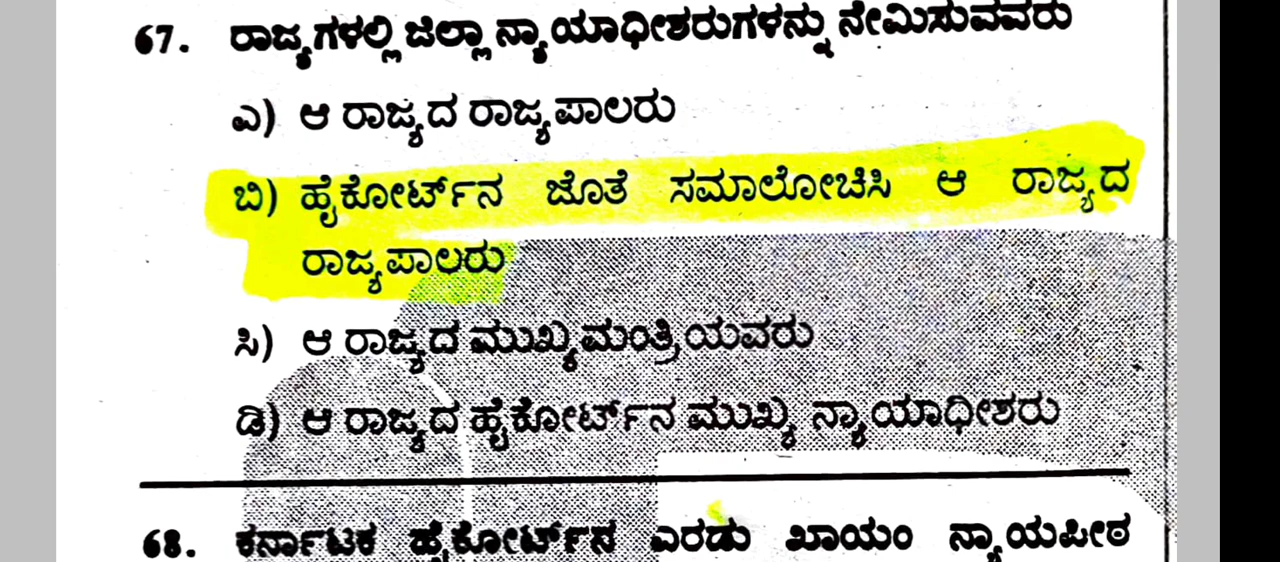 67. ರಾಜ್ಯಗಳಲ್ಲಿ ಜಿಲ್ಲಾ ನ್ಯಾಯಾಧೀಶರುಗಳನ್ನು ನೇಮಿಸುವವರು
ಎ) ಆ ರಾಜ್ಯದ ರಾಜ್ಯಪಾಲರು
ಬಿ) ಹೈಕೋರ್ಟ್‌ನ ಜೊತೆ ಸಮಾಲೋಚಿಸಿ ಆ ರಾಜ್ಯದ
ರಾಜ್ಯಪಾಲರು
ಸಿ) ಆ ರಾಜ್ಯದ ಮುಖ್ಯಮಂತ್ರಿಯವರು
ಡಿ) ಆ ರಾಜ್ಯದ ಹೈಕೋರ್ಟ್‌ನ ಮುಖ್ಯ ನ್ಯಾಯಾಧೀಶರು
68. ಕರ್ನಾಟಕ ಹೈಕೋರ್ಟ್‌ನ ಎರಡು ಖಾಯಂ ನ್ಯಾಯಪೀಠ